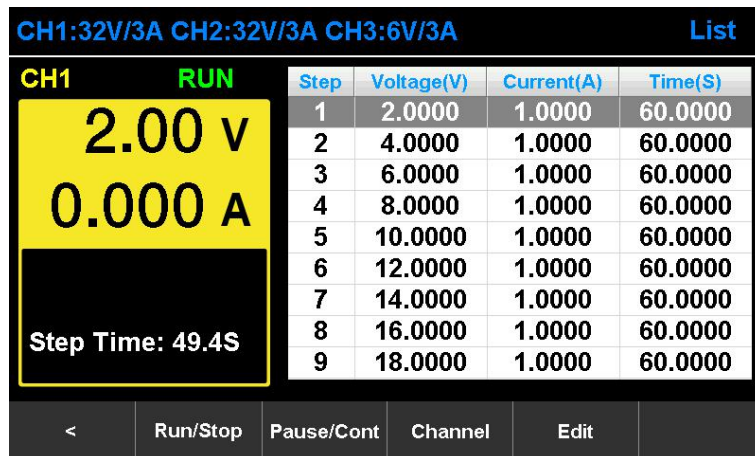 CH1:32V/3A CH2:32V/3A CH3:6V/3A List
CH1 RUN
2.00 V
0.000 A
Step Time: 49.4S
Step Voltage(V) Current(A) Time(S)
1 2.0000 1.0000 60.0000
2 4.0000 1.0000 60.0000
3 6.0000 1.0000 60.0000
4 8.0000 1.0000 60.0000
5 10.0000 1.0000 60.0000
6 12.0000 1.0000 60.0000
7 14.0000 1.0000 60.0000
8 16.0000 1.0000 60.0000
9 18.0000 1.0000 60.0000
< Run/Stop Pause/Cont Channel Edit